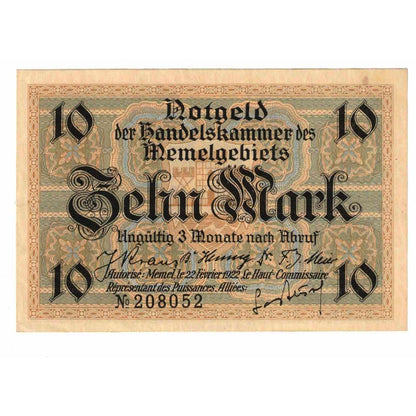 10 Notgeld 10
der Handelskammer des
Memelgebiets
Zehn Mark
Ungültig 3 Monate nach Abruf
J Kraus
Autorisé: Memel, le 22 Février 1922 le Haut-Commissaire
10 Représentant des Puissances Alliées: 10
No 208052